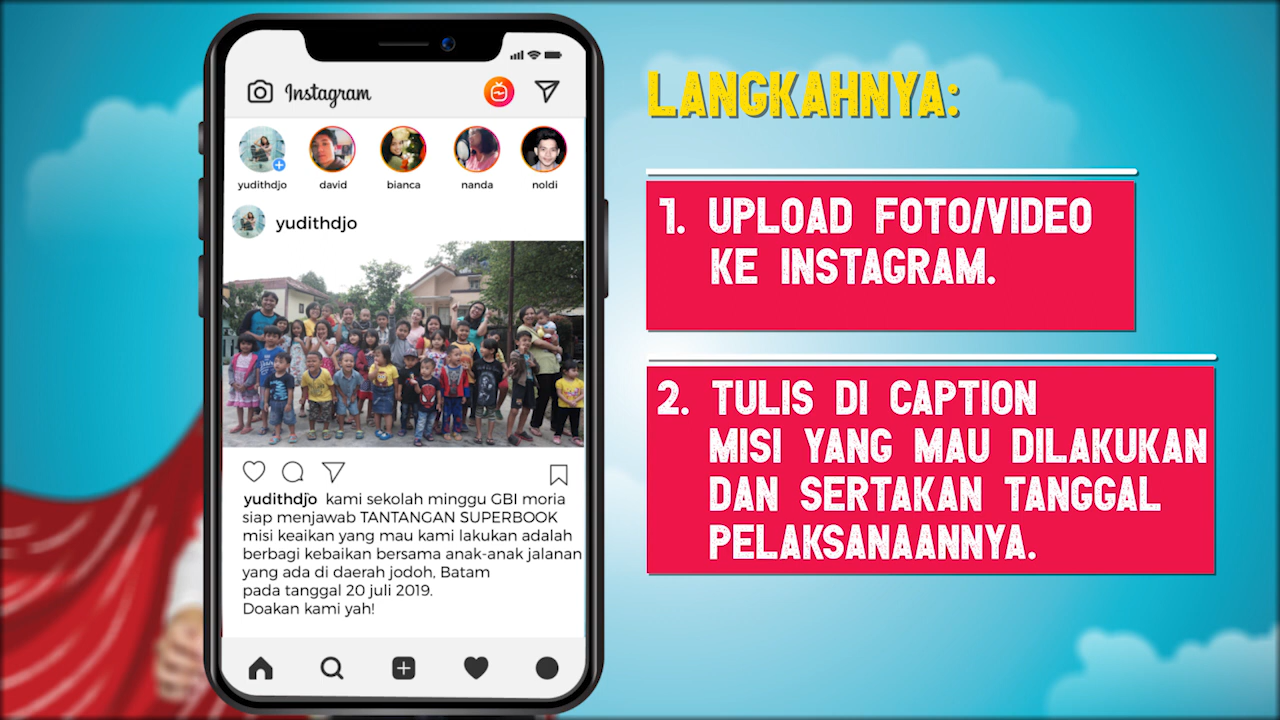 Instagram
yudithdjo
david
bianca
nanda
noldi
yudithdjo
yudithdjo kami sekolah minggu GBI moria
siap menjawab TANTANGAN SUPERBOOK
misi keaikan yang mau kami lakukan adalah
berbagi kebaikan bersama anak-anak jalanan
yang ada di daerah jodoh, Batam
pada tanggal 20 juli 2019.
Doakan kami yah!
LANGKAHNYA:
1. UPLOAD FOTO/VIDEO
KE INSTAGRAM.
2. TULIS DI CAPTION
MISI YANG MAU DILAKUKAN
DAN SERTAKAN TANGGAL
PELAKSANAANNYA.